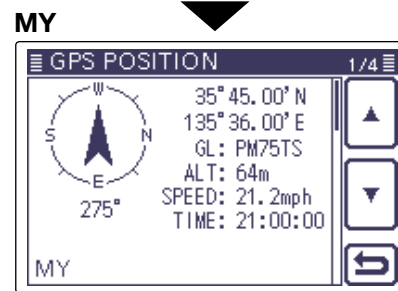 MY
GPS POSITION 1/4
W
S N
E
275°
35°45.00'N
135°36.00'E
GL: PM75TS
ALT: 64m
SPEED: 21.2mph
TIME: 21:00:00
MY